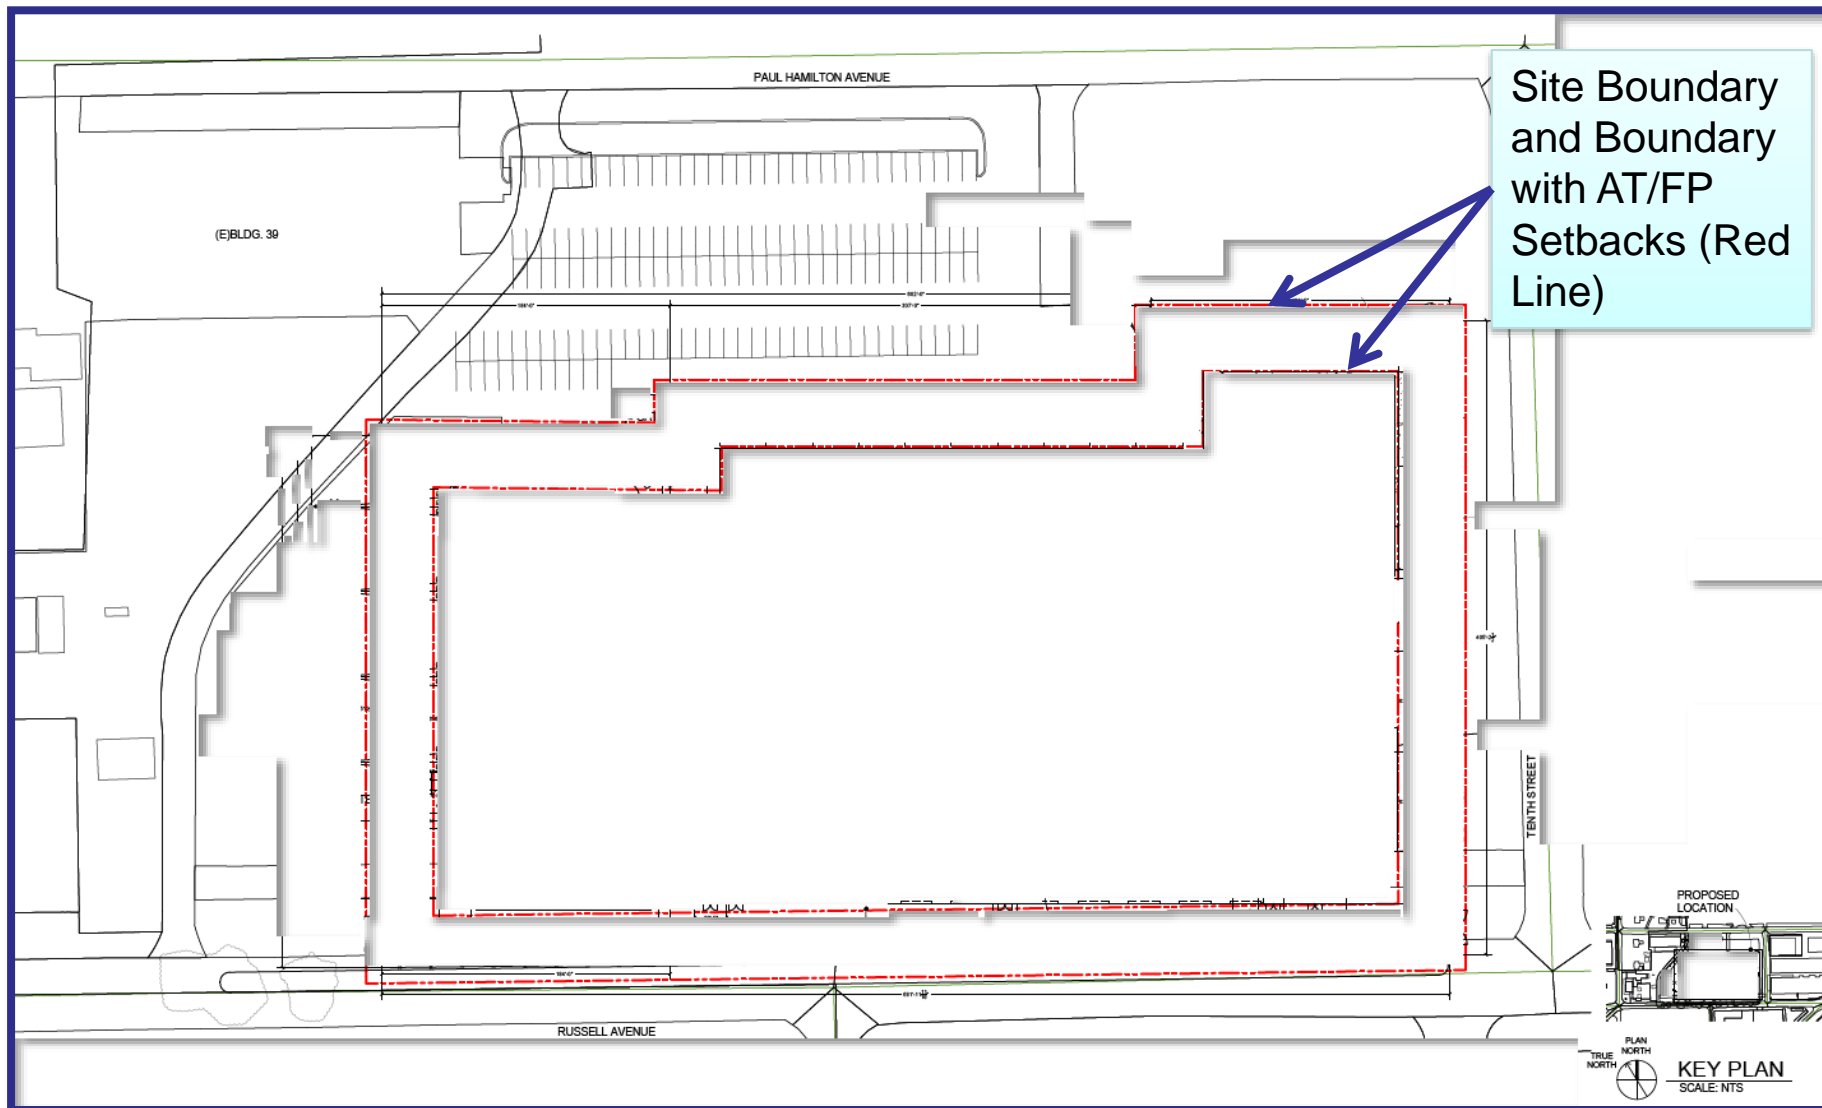 PAUL HAMILTON AVENUE
Site Boundary
and Boundary
with AT/FP
Setbacks (Red
Line)
(E)BLDG. 39
TENTH STREET
PROPOSED
LOCATION
RUSSELL AVENUE
PLAN
NORTH
TRUE
NORTH
KEY PLAN
SCALE: NTS